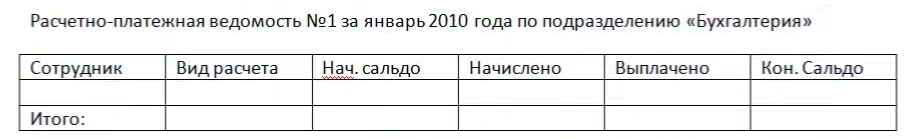 Расчетно-платежная ведомость №1 за январь 2010 года по подразделению «Бухгалтерия»
Сотрудник Вид расчета Нач. сальдо Начислено Выплачено Кон. Сальдо
Итого: